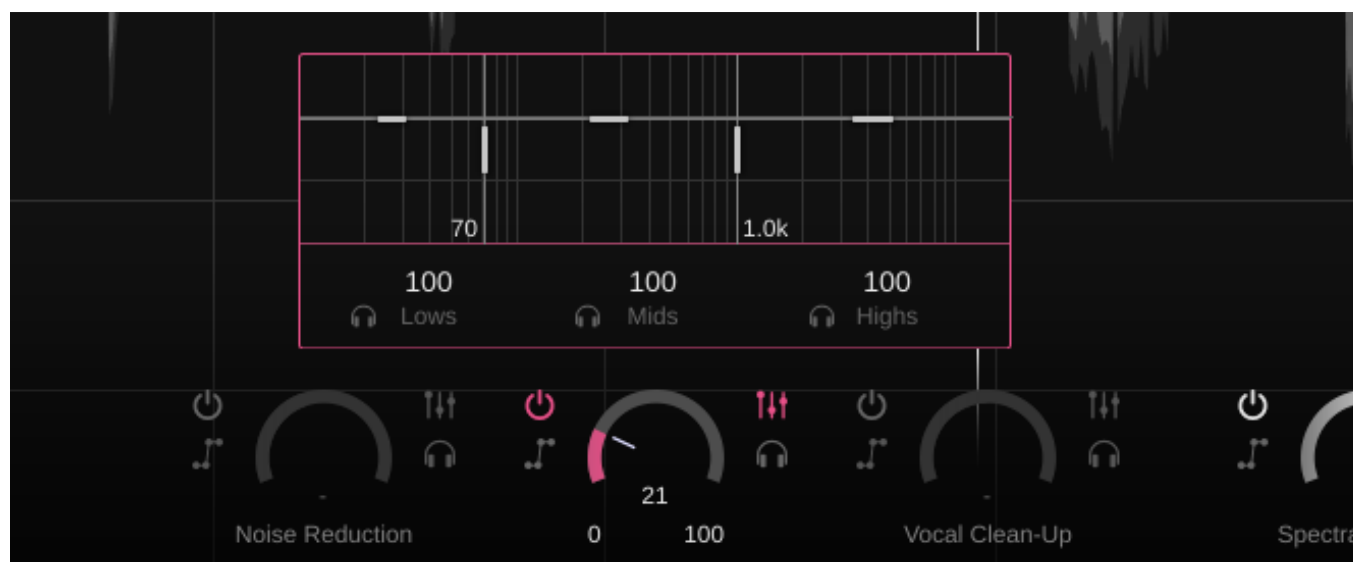 70 1.0k
100 100 100
Lows Mids Highs
- 21 -
Noise Reduction 0 100 Vocal Clean-Up Spectra